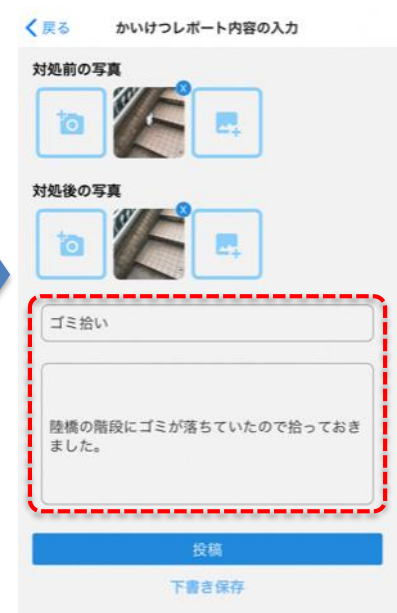 戻る かいけつレポート内容の入力
対処前の写真
x
対処後の写真
x
ゴミ拾い
陸橋の階段にゴミが落ちていたので拾っておき
ました。
投稿
下書き保存